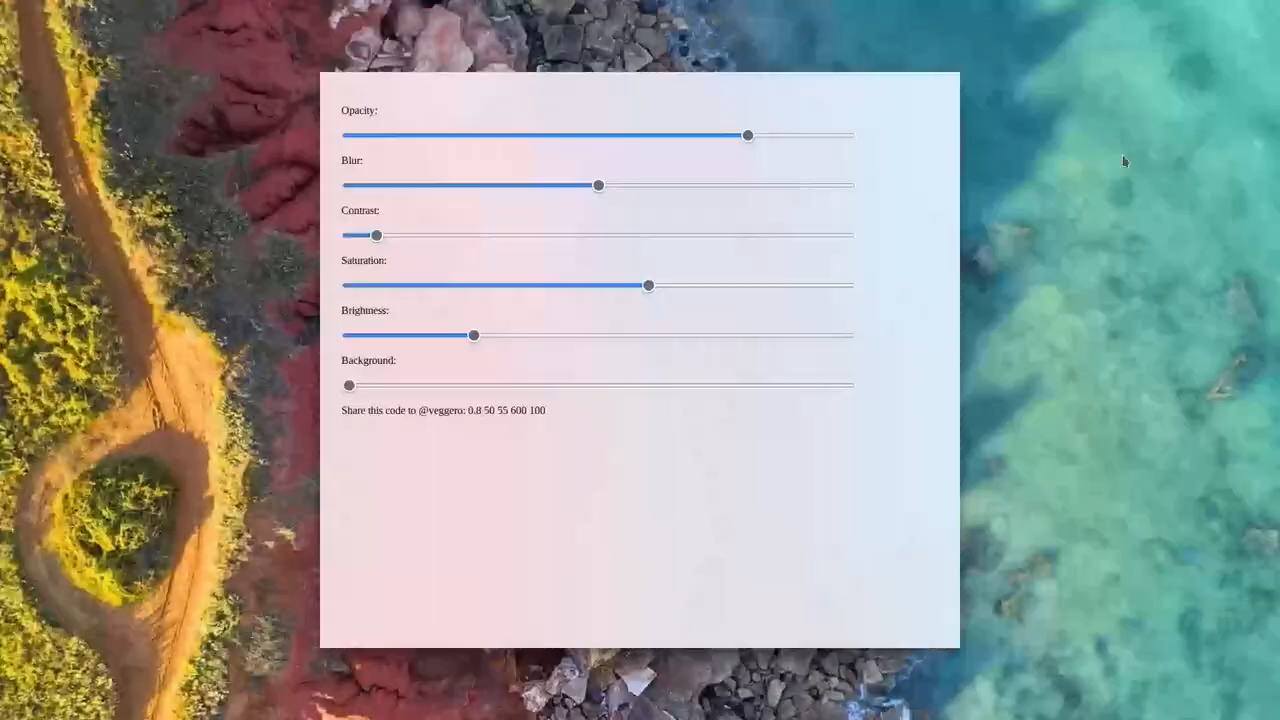 Opacity:
Blur:
Contrast:
Saturation:
Brightness:
Background:
Share this code to @veggero: 0.8 50 55 600 100